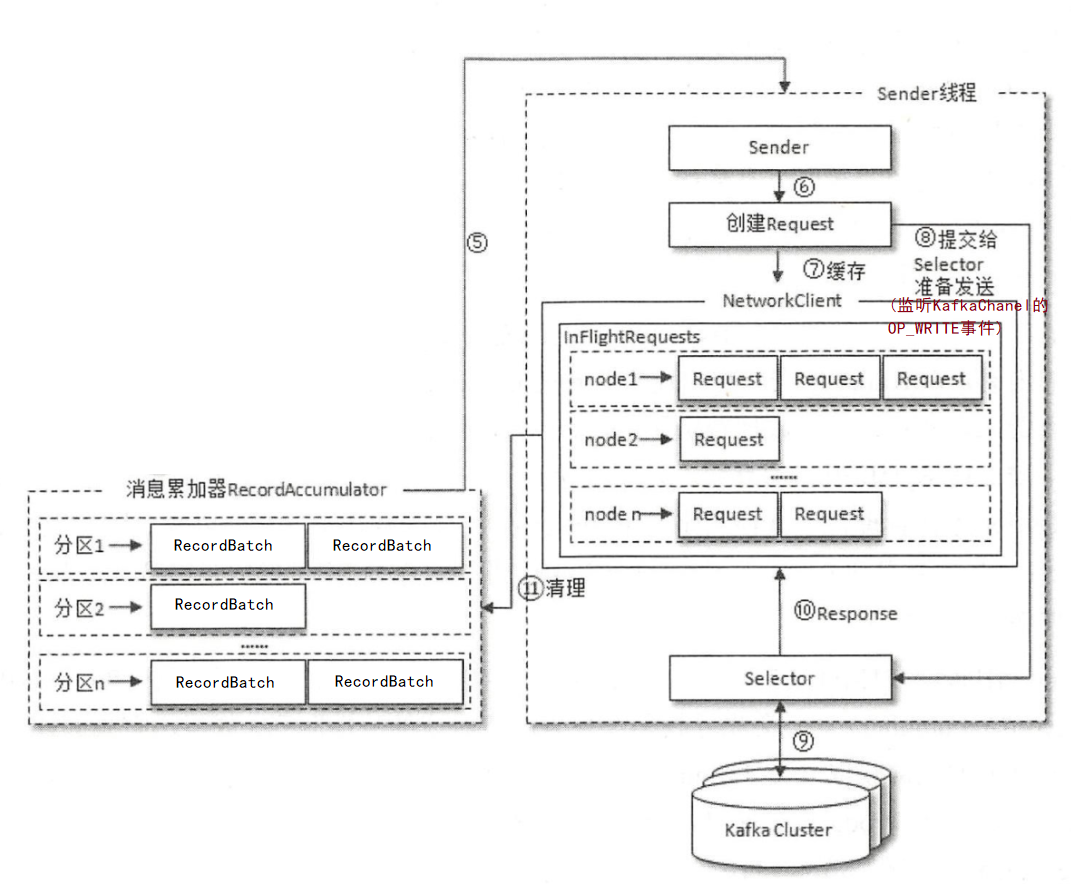 Sender线程
Sender
⑥
创建Request
⑤
⑧提交给
Selector
准备发送
(监听KafkaChanel的
OP_WRITE事件)
⑦缓存
NetworkClient
InFlightRequests
node1 Request Request Request
node2 Request
......
node n Request Request
消息累加器RecordAccumulator
分区1 RecordBatch RecordBatch
分区2 RecordBatch
......
分区n RecordBatch RecordBatch
⑪清理
⑩Response
Selector
⑨
Kafka Cluster